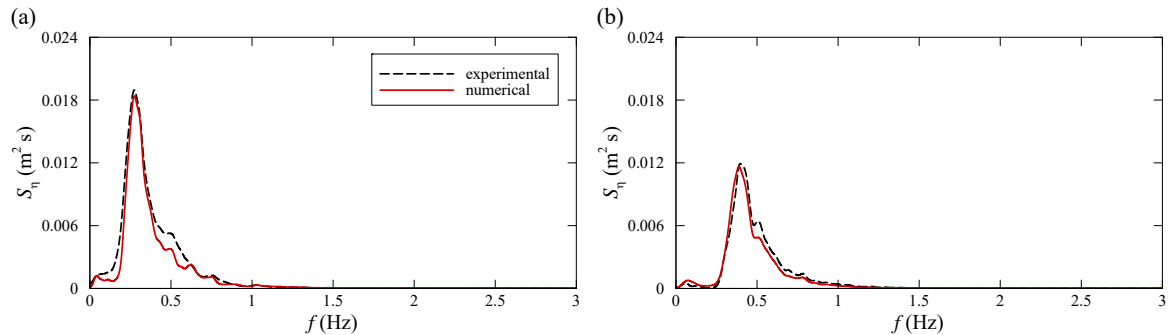 (a)
0.024
0.018
0.012
0.006
0
S_η (m² s)
experimental
numerical
0 0.5 1 1.5 2 2.5 3
f (Hz)
(b)
0.024
0.018
0.012
0.006
0
S_η (m² s)
0 0.5 1 1.5 2 2.5 3
f (Hz)